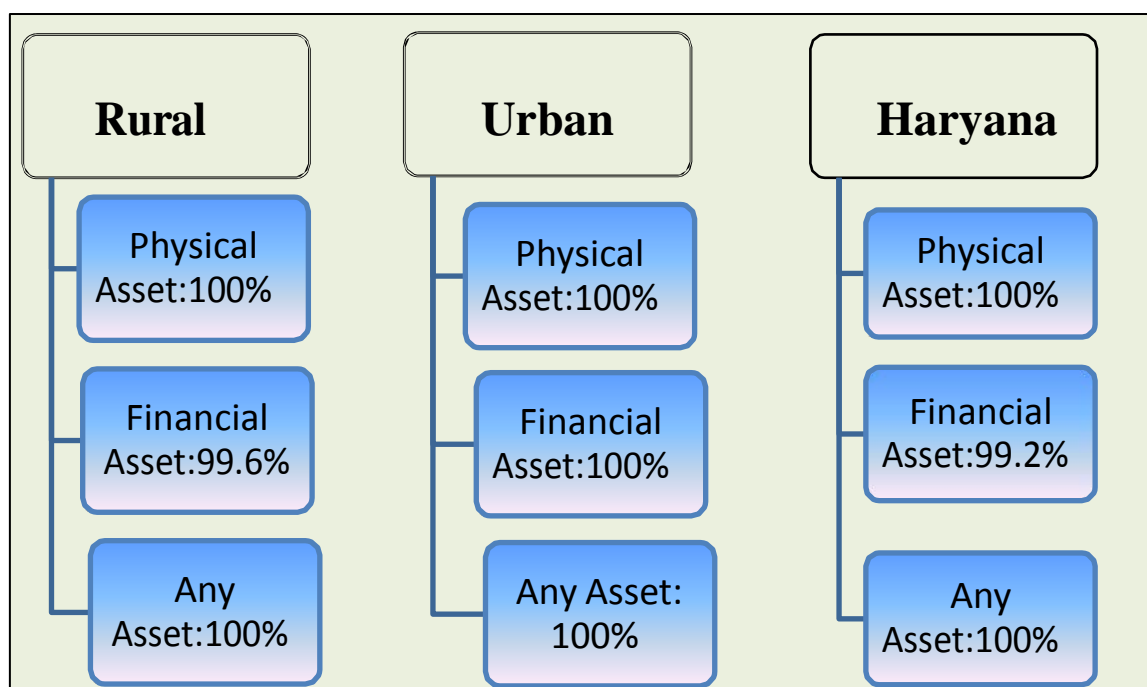 Rural
Physical
Asset:100%
Financial
Asset:99.6%
Any
Asset:100%
Urban
Physical
Asset:100%
Financial
Asset:100%
Any Asset:
100%
Haryana
Physical
Asset:100%
Financial
Asset:99.2%
Any
Asset:100%